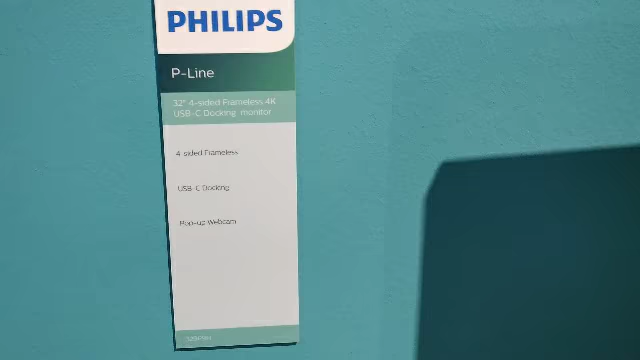 PHILIPS
P-Line
32" 4-sided Frameless 4K
USB-C Docking monitor
4-sided Frameless
USB-C Docking
Pop-up Webcam